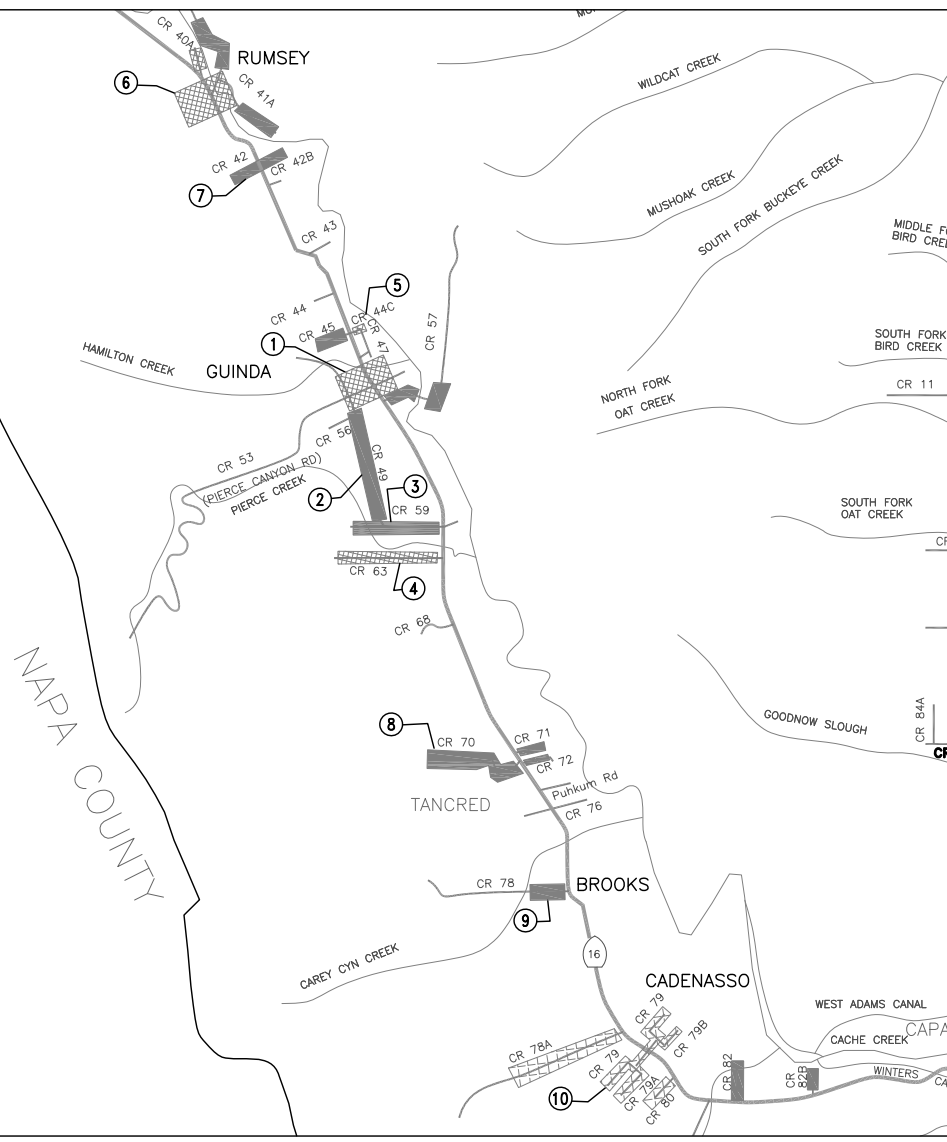 CR 40A
RUMSEY
6
CR 41A
WILDCAT CREEK
CR 42
CR 42B
7
MUSHOAK CREEK
SOUTH FORK BUCKEYE CREEK
CR 43
MIDDLE
BIRD
5
CR 44
CR 44C
CR 45
CR 47
CR 57
1
HAMILTON CREEK
GUINDA
SOUTH FORK
BIRD CREEK
CR 11
NORTH FORK
OAT CREEK
CR 56
CR 53
(PIERCE CANYON RD)
PIERCE CREEK
CR 49
2
3
CR 59
SOUTH FORK
OAT CREEK
CR
CR 63
4
CR 68
NAPA COUNTY
8
CR 70
CR 71
CR 72
GOODNOW SLOUGH
CR 84A
Puhkum Rd
TANCRED
CR 76
CR 78
BROOKS
9
16
CAREY CYN CREEK
CADENASSO
CR 79
CR 79B
WEST ADAMS CANAL
CACHE CREEK
CR 78A
CR 79
CR 79A
CR 80
10
CR 82
CR 82B
WINTERS